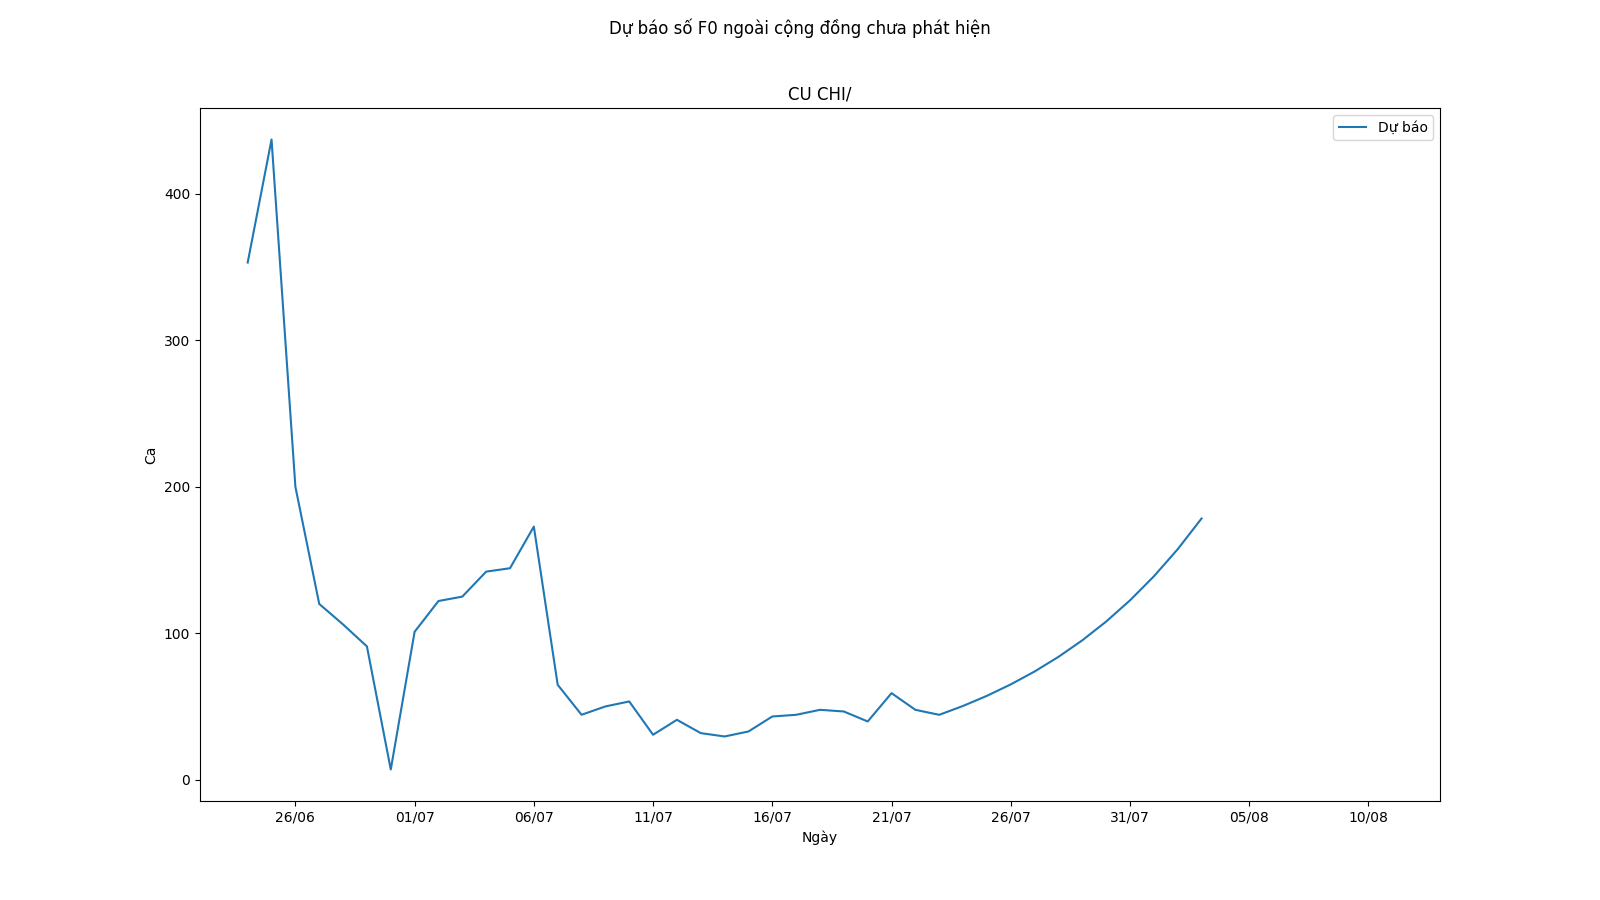 Dự báo số F0 ngoài cộng đồng chưa phát hiện
CU CHI/
Dự báo
400
300
200
100
0
Ca
26/06 01/07 06/07 11/07 16/07 21/07 26/07 31/07 05/08 10/08
Ngày